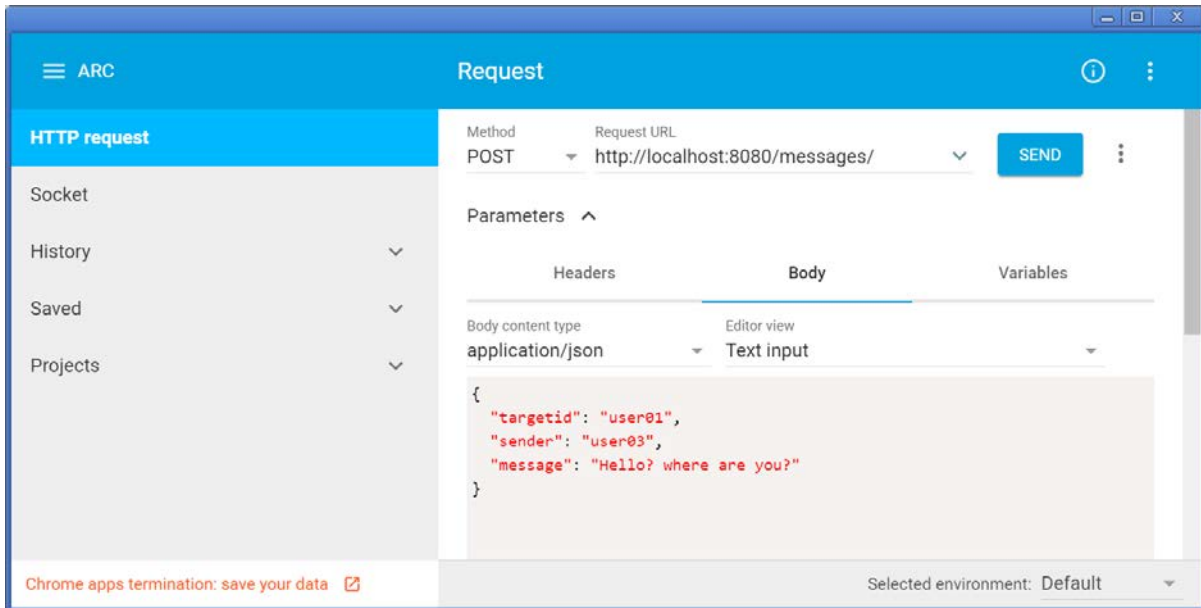 ARC
Request
HTTP request
Socket
History
Saved
Projects
Chrome apps termination: save your data
Method
Request URL
POST
http://localhost:8080/messages/
SEND
Parameters
Headers
Body
Variables
Body content type
Editor view
application/json
Text input
{
"targetid": "user01",
"sender": "user03",
"message": "Hello? where are you?"
}
Selected environment: Default